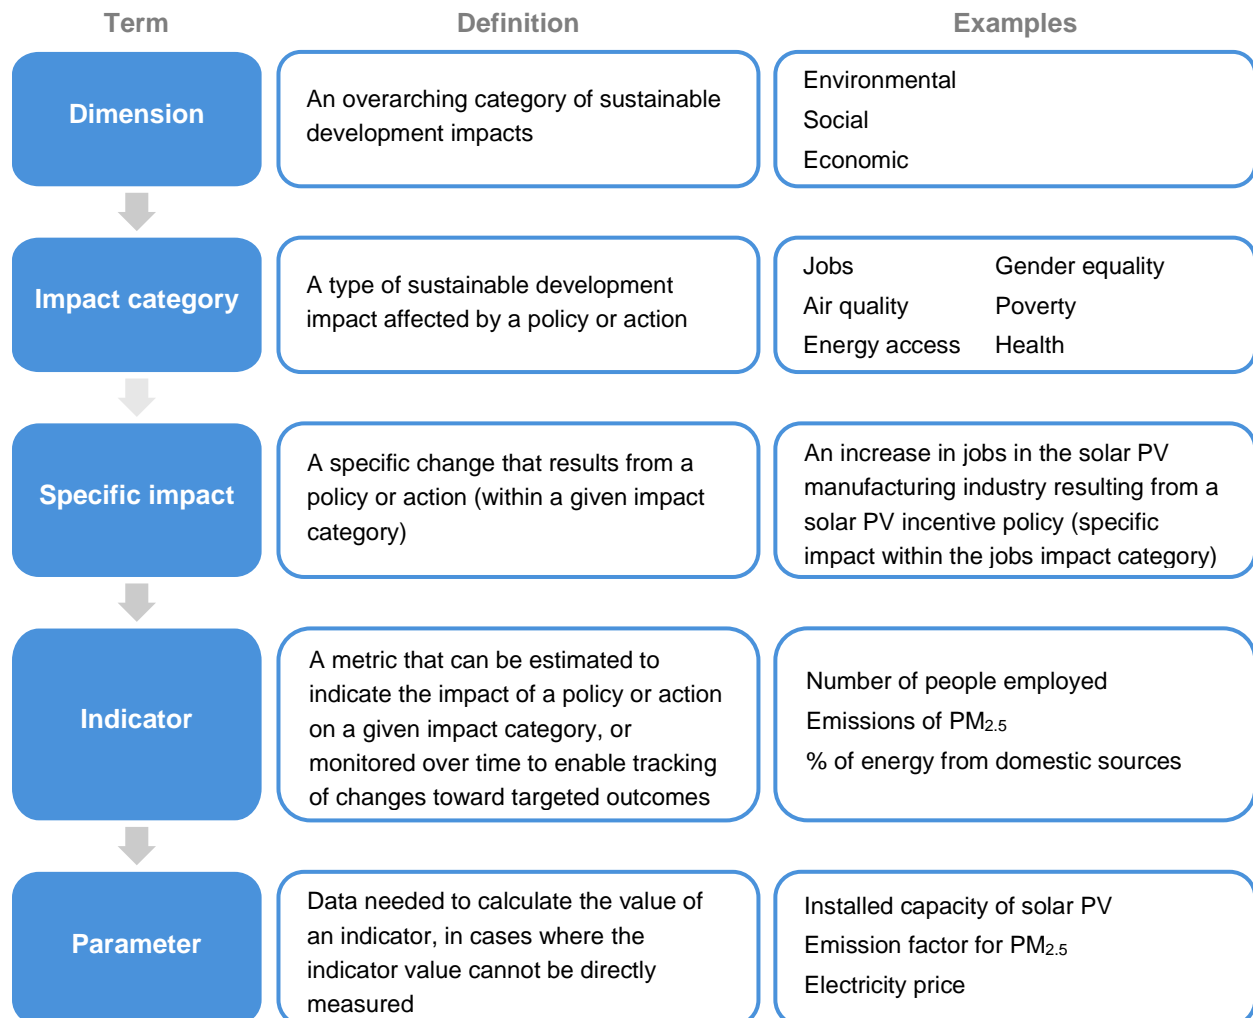 Term Definition Examples
Dimension
An overarching category of sustainable
development impacts
Environmental
Social
Economic
Impact category
A type of sustainable development
impact affected by a policy or action
Jobs Gender equality
Air quality Poverty
Energy access Health
Specific impact
A specific change that results from a
policy or action (within a given impact
category)
An increase in jobs in the solar PV
manufacturing industry resulting from a
solar PV incentive policy (specific
impact within the jobs impact category)
Indicator
A metric that can be estimated to
indicate the impact of a policy or action
on a given impact category, or
monitored over time to enable tracking
of changes toward targeted outcomes
Number of people employed
Emissions of PM2.5
% of energy from domestic sources
Parameter
Data needed to calculate the value of
an indicator, in cases where the
indicator value cannot be directly
measured
Installed capacity of solar PV
Emission factor for PM2.5
Electricity price